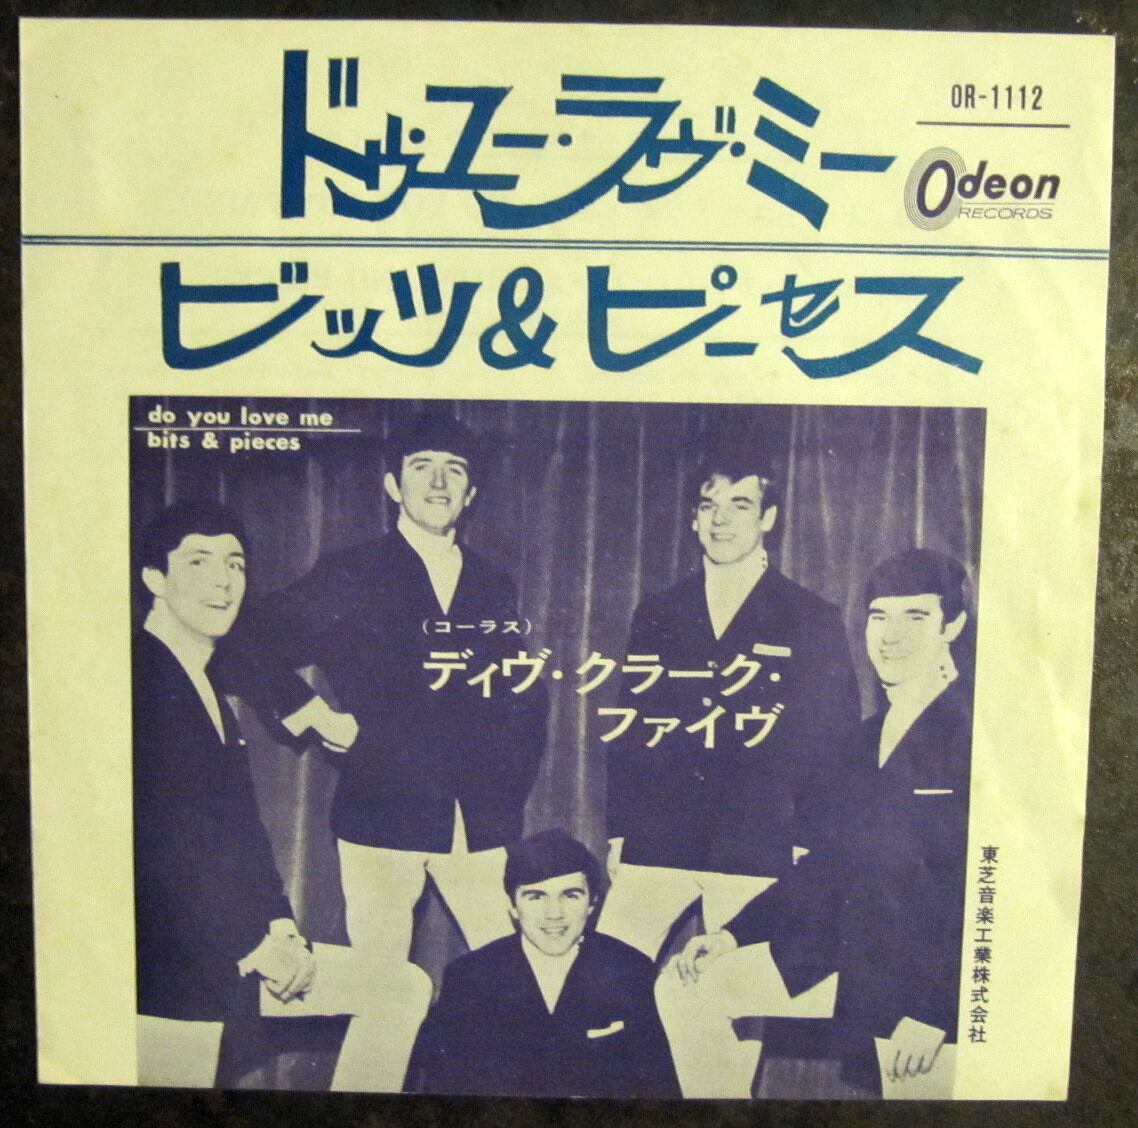 ドゥ・ユー・ラヴ・ミー
OR-1112
Odeon
RECORDS
ビッツ&ピーセス
do you love me
bits & pieces
(コーラス)
ディヴ・クラーク・
ファイヴ
東芝音楽工業株式会社